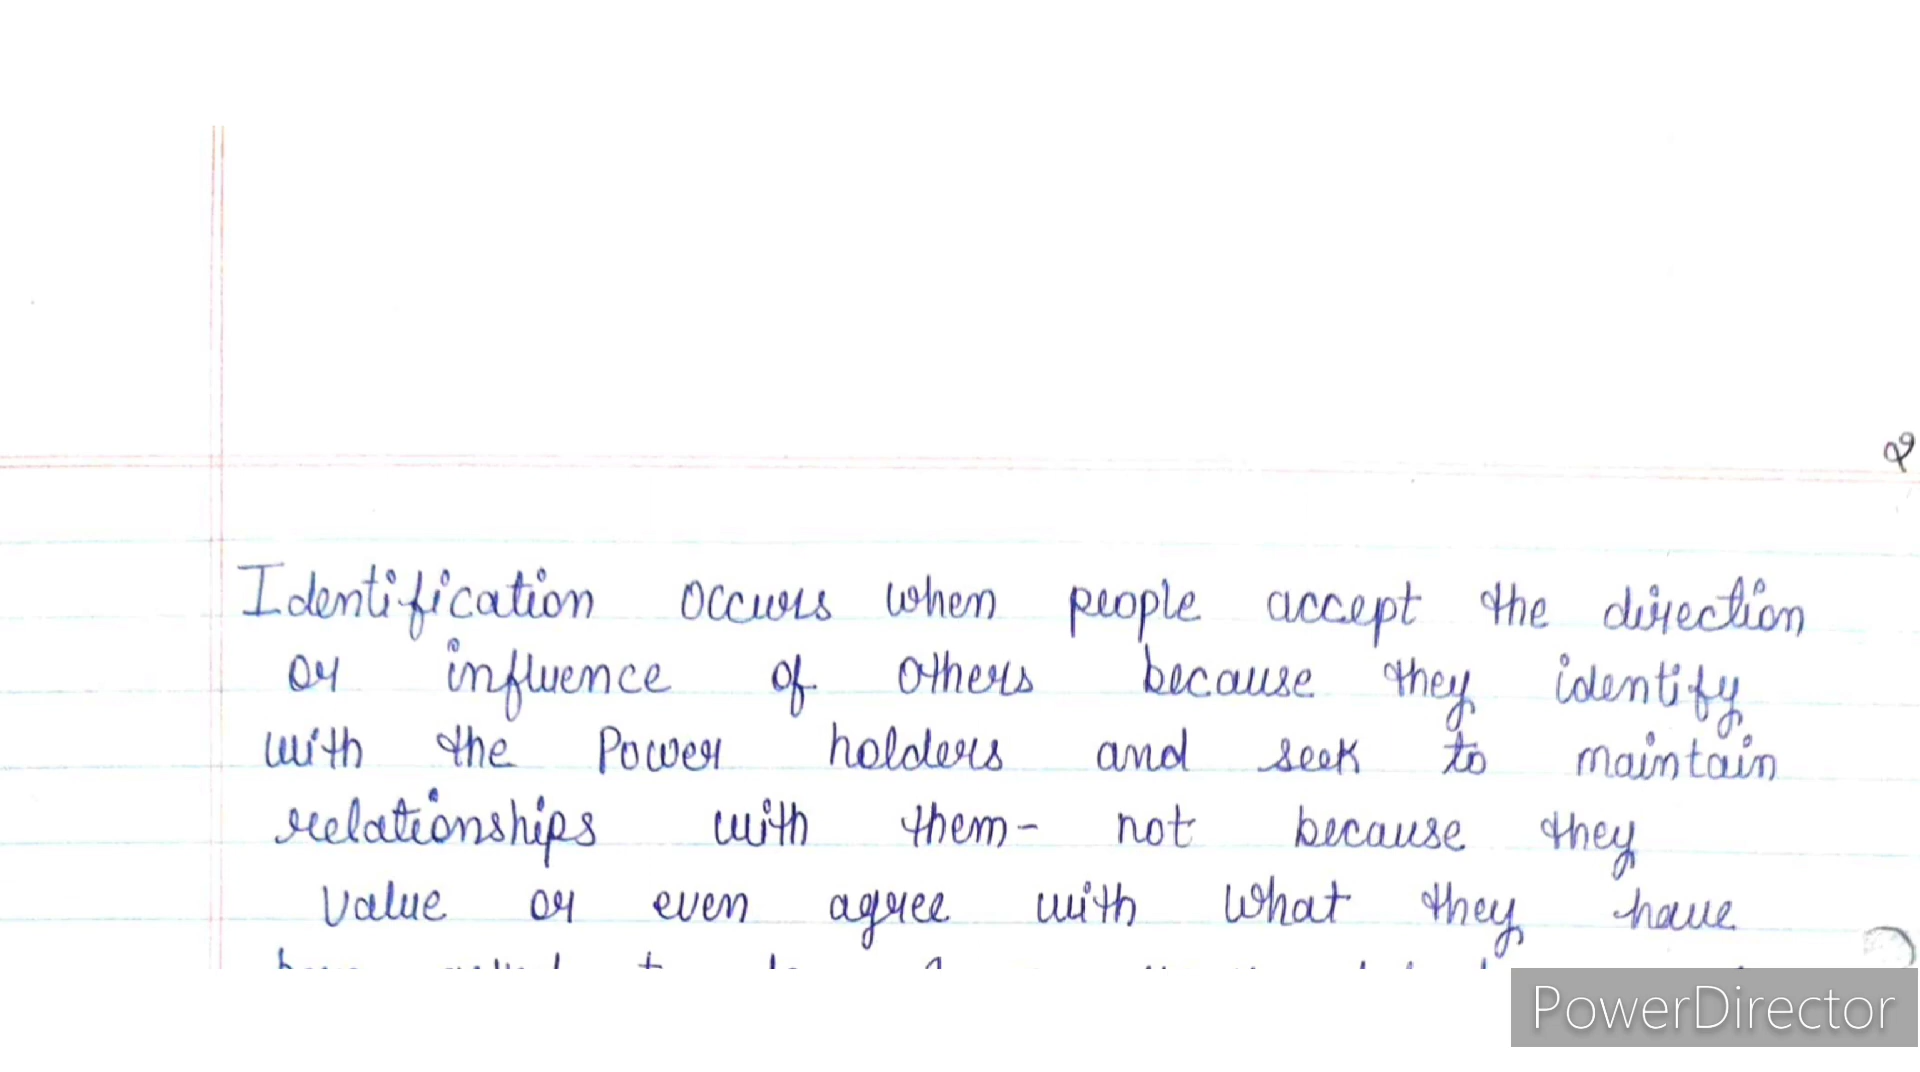 Identification occurs when people accept the direction
or influence of others because they identify
with the Power holders and seek to maintain
relationships with them- not because they
value or even agree with what they have
PowerDirector